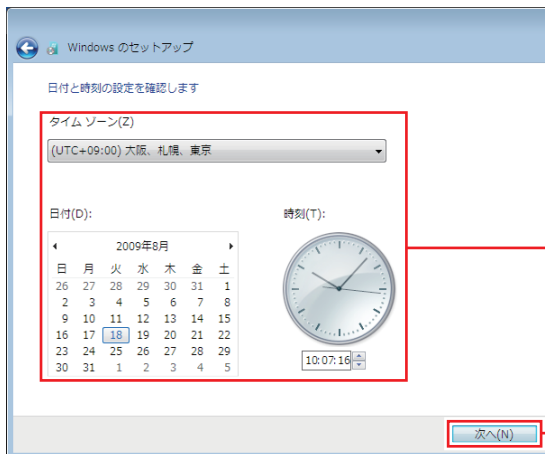 Windows のセットアップ
日付と時刻の設定を確認します
タイム ゾーン(Z)
(UTC+09:00) 大阪、札幌、東京
日付(D):
2009年8月
日 月 火 水 木 金 土
26 27 28 29 30 31 1
2 3 4 5 6 7 8
9 10 11 12 13 14 15
16 17 18 19 20 21 22
23 24 25 26 27 28 29
30 31 1 2 3 4 5
時刻(T):
10:07:16
次へ(N)